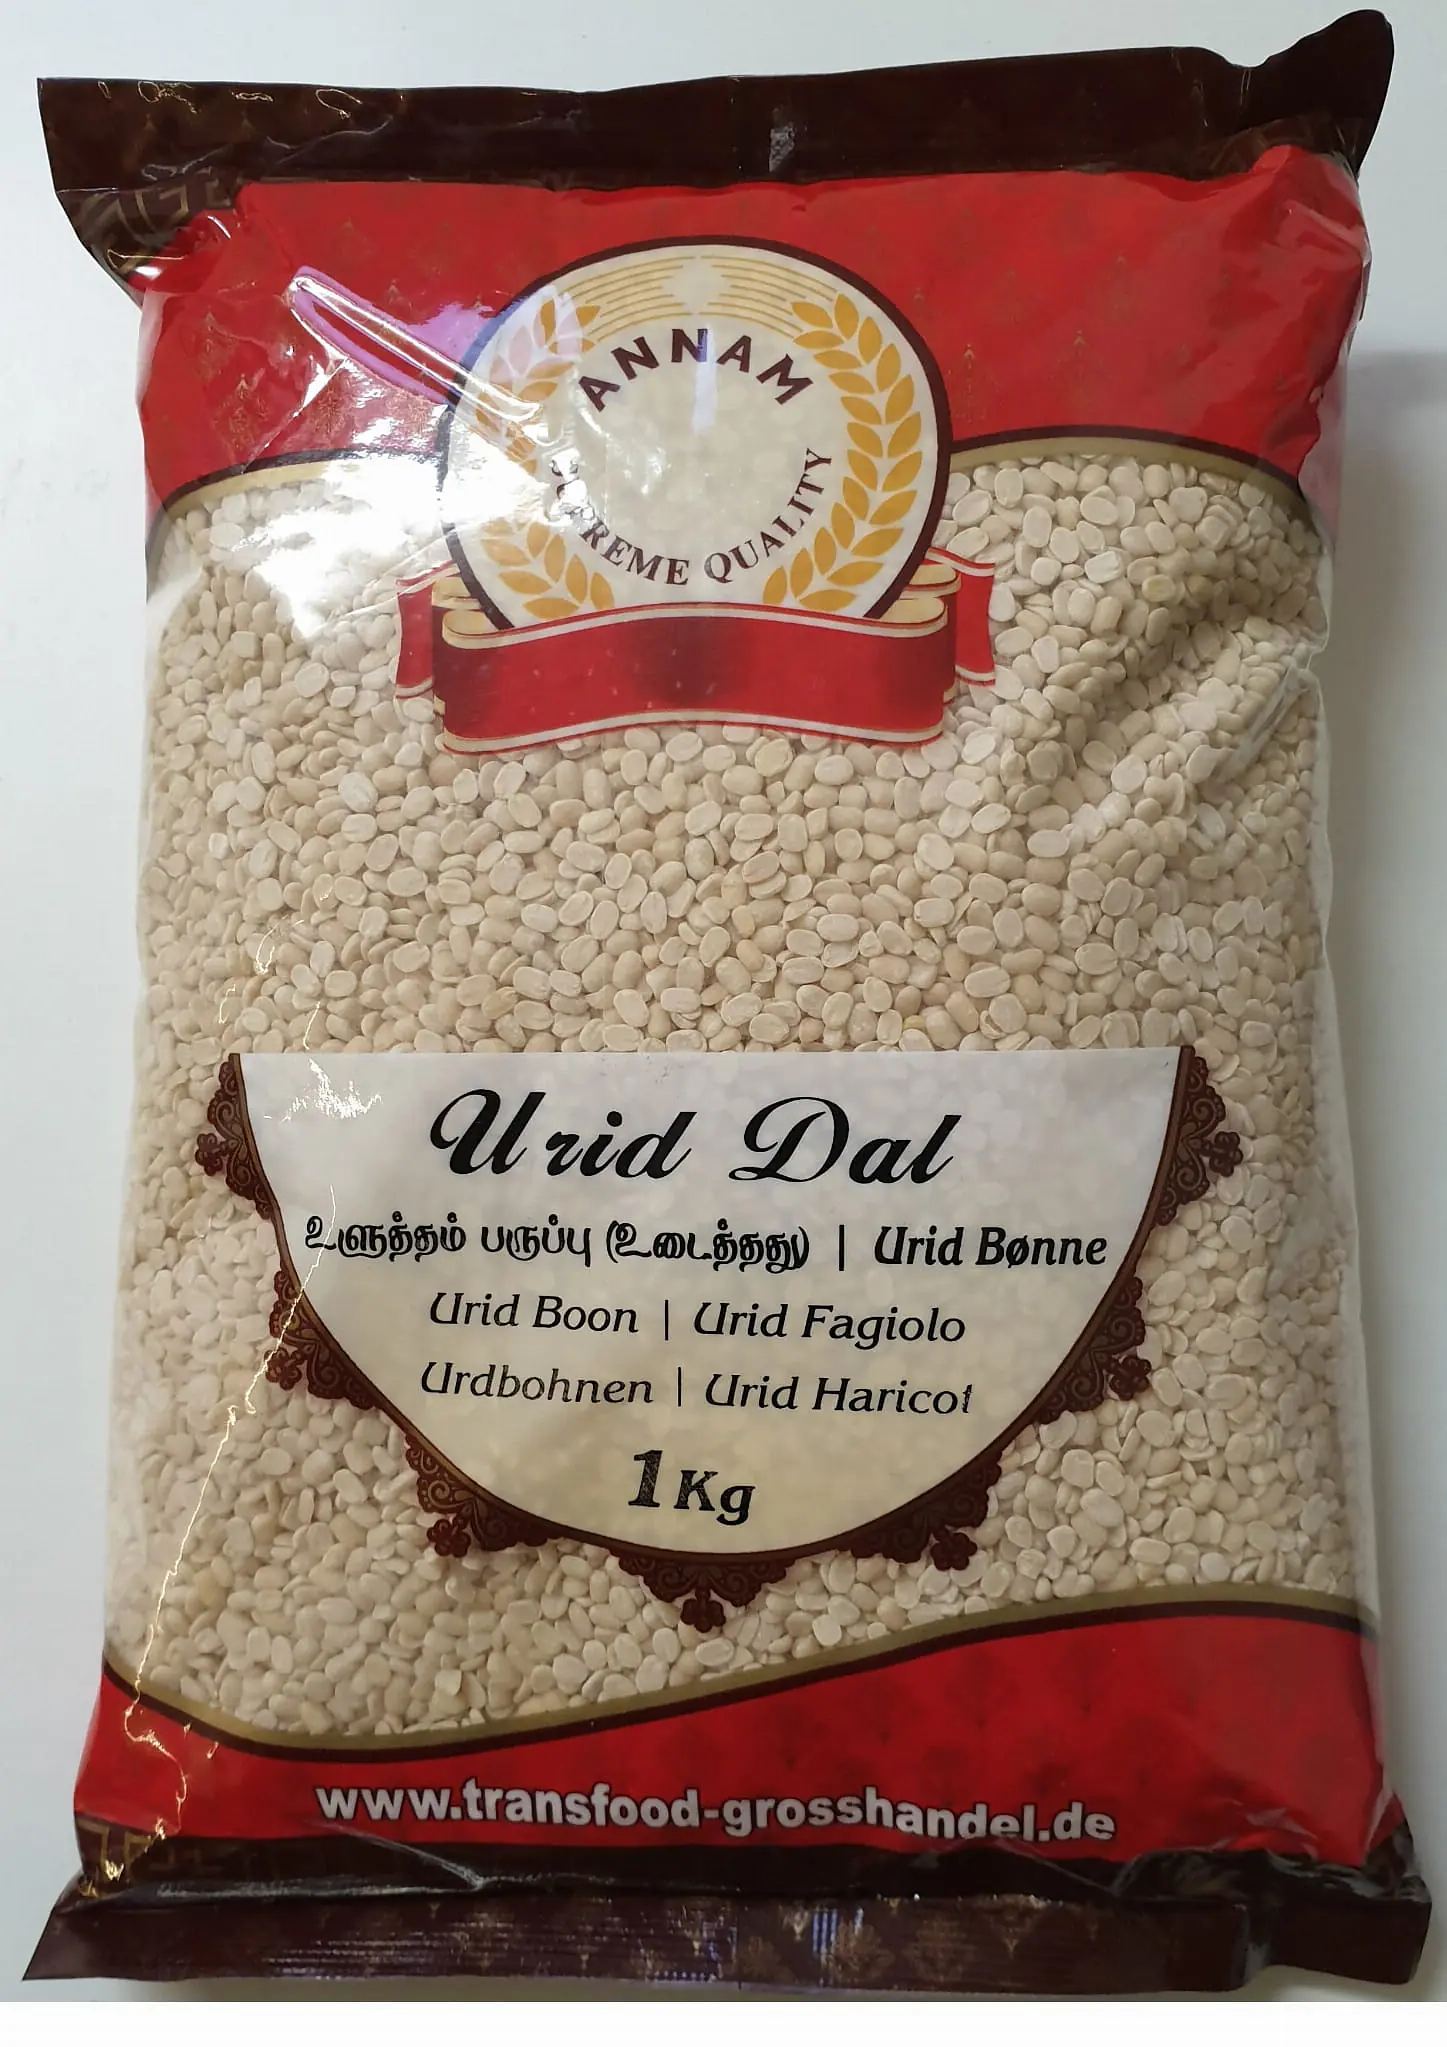 ANNAM
SUPREME QUALITY
Urid Dal
உளுத்தம் பருப்பு (உடைத்தது) | Urid Bønne
Urid Boon | Urid Fagiolo
Urdbohnen | Urid Haricot
1Kg
www.transfood-grosshandel.de